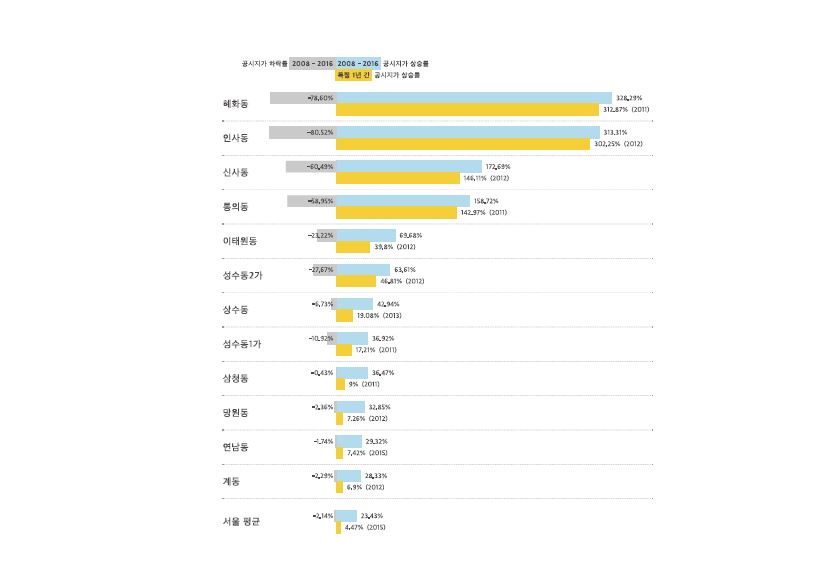 공시지가 하락률 2008 - 2016 2008 - 2016 공시지가 상승률
폭등 1년 간 공시지가 상승률
혜화동 -78.60% 328.29%
312.87% (2011)
인사동 -80.52% 313.31%
302.25% (2012)
신사동 -60.49% 172.69%
146.11% (2012)
통의동 -58.95% 158.72%
142.97% (2011)
이태원동 -23.22% 69.68%
39.8% (2012)
성수동2가 -27.67% 63.61%
46.81% (2012)
상수동 -6.73% 42.94%
19.08% (2013)
성수동1가 -10.92% 36.92%
17.21% (2011)
삼청동 -0.43% 36.47%
9% (2011)
망원동 -2.36% 32.85%
7.26% (2012)
연남동 -1.74% 29.32%
7.42% (2015)
계동 -2.29% 28.33%
6.9% (2012)
서울 평균 -2.14% 23.43%
4.47% (2015)